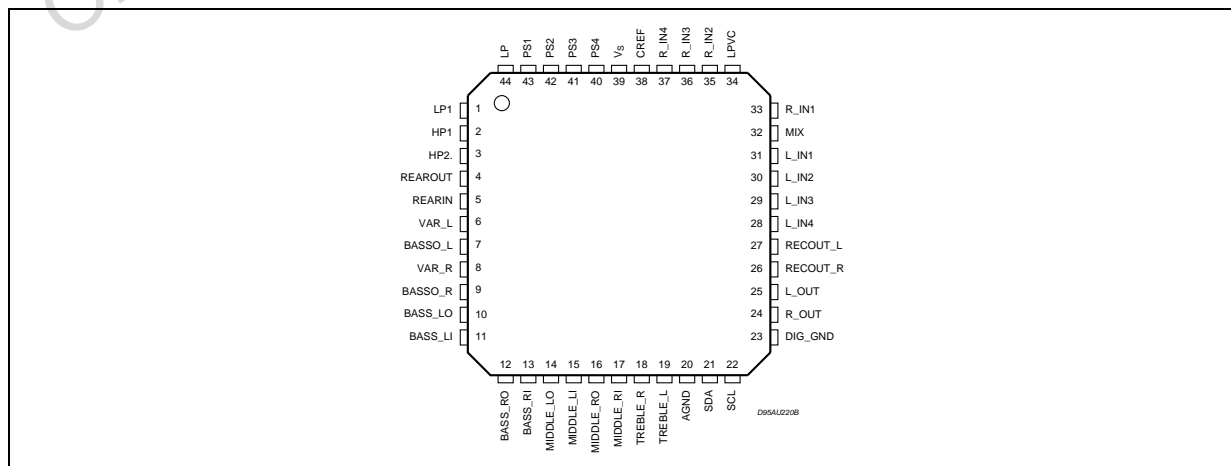 LP
PS1
PS2
PS3
PS4
VS
CREF
R_IN4
R_IN3
R_IN2
LPVC
44 43 42 41 40 39 38 37 36 35 34
LP1 1
HP1 2
HP2. 3
REAROUT 4
REARIN 5
VAR_L 6
BASSO_L 7
VAR_R 8
BASSO_R 9
BASS_LO 10
BASS_LI 11
33 R_IN1
32 MIX
31 L_IN1
30 L_IN2
29 L_IN3
28 L_IN4
27 RECOUT_L
26 RECOUT_R
25 L_OUT
24 R_OUT
23 DIG_GND
12 13 14 15 16 17 18 19 20 21 22
BASS_RO
BASS_RI
MIDDLE_LO
MIDDLE_LI
MIDDLE_RO
MIDDLE_RI
TREBLE_R
TREBLE_L
AGND
SDA
SCL
D95AU220B